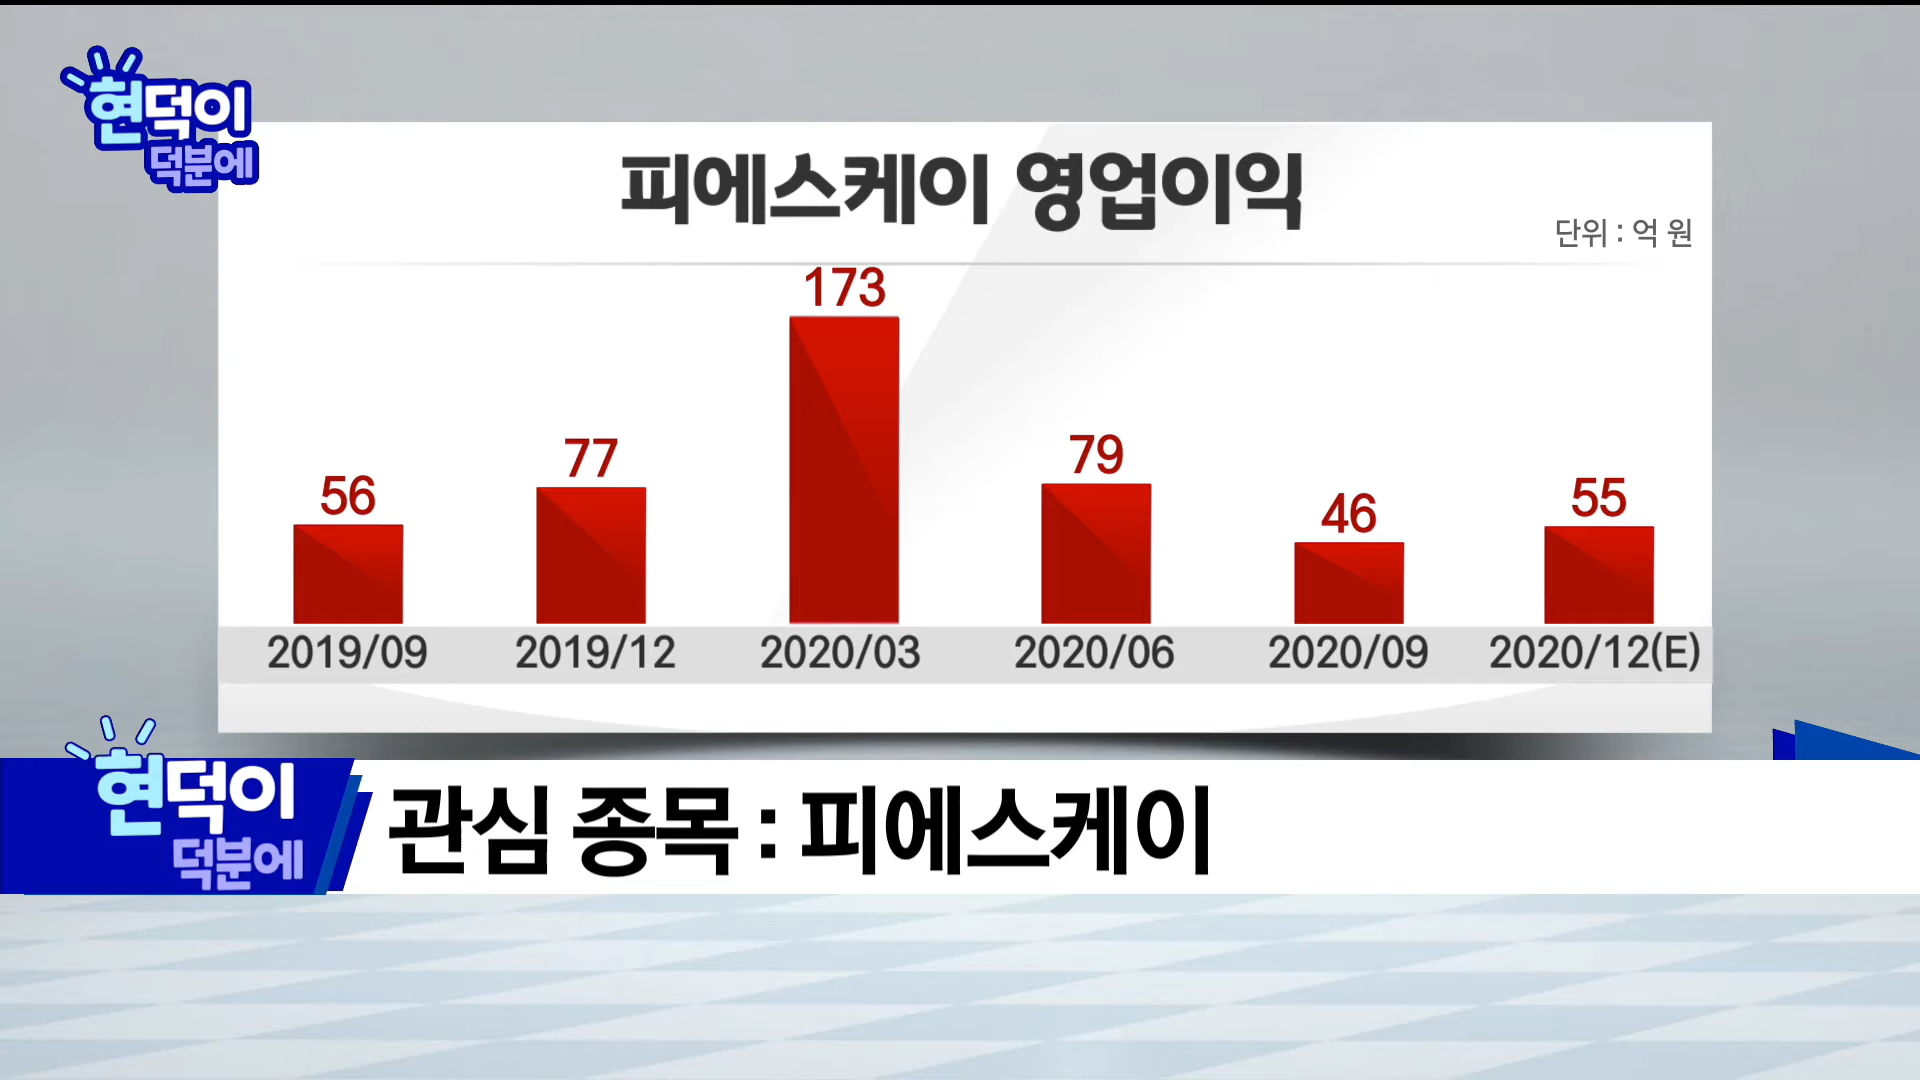 현덕이
덕분에
피에스케이 영업이익
단위 : 억 원
173
56
77
79
46
55
2019/09
2019/12
2020/03
2020/06
2020/09
2020/12(E)
현덕이
덕분에
관심 종목 : 피에스케이